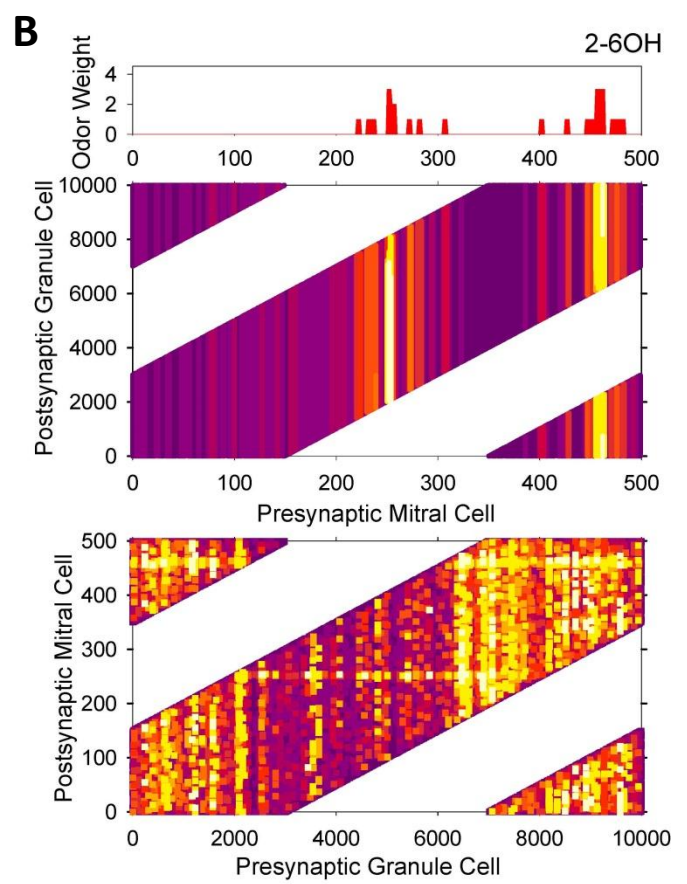 B
2-6OH
Odor Weight
4
2
0
0 100 200 300 400 500
Postsynaptic Granule Cell
10000
8000
6000
4000
2000
0
0 100 200 300 400 500
Presynaptic Mitral Cell
Postsynaptic Mitral Cell
500
400
300
200
100
0
0 2000 4000 6000 8000 10000
Presynaptic Granule Cell